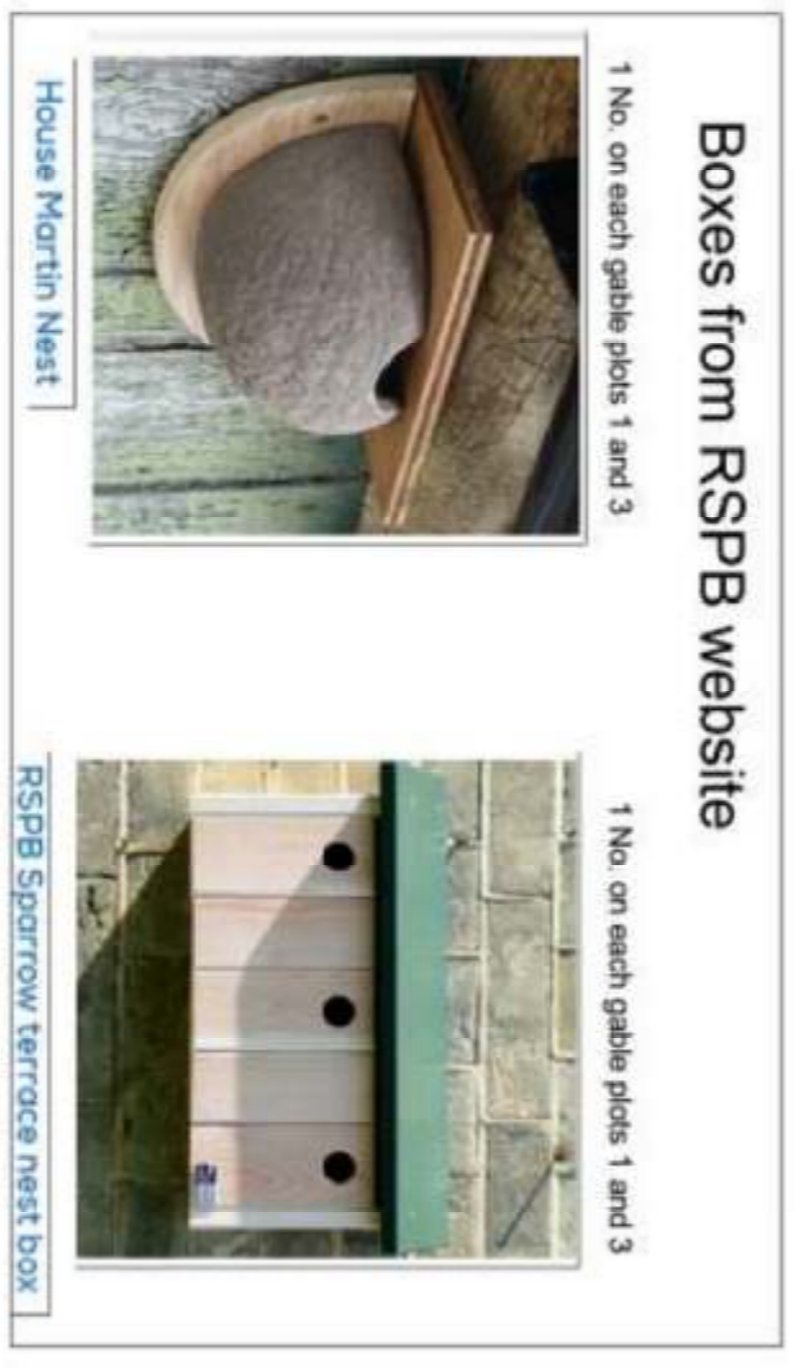 Boxes from RSPB website
1 No. on each gable plots 1 and 3
House Martin Nest
1 No. on each gable plots 1 and 3
RSPB Sparrow terrace nest box